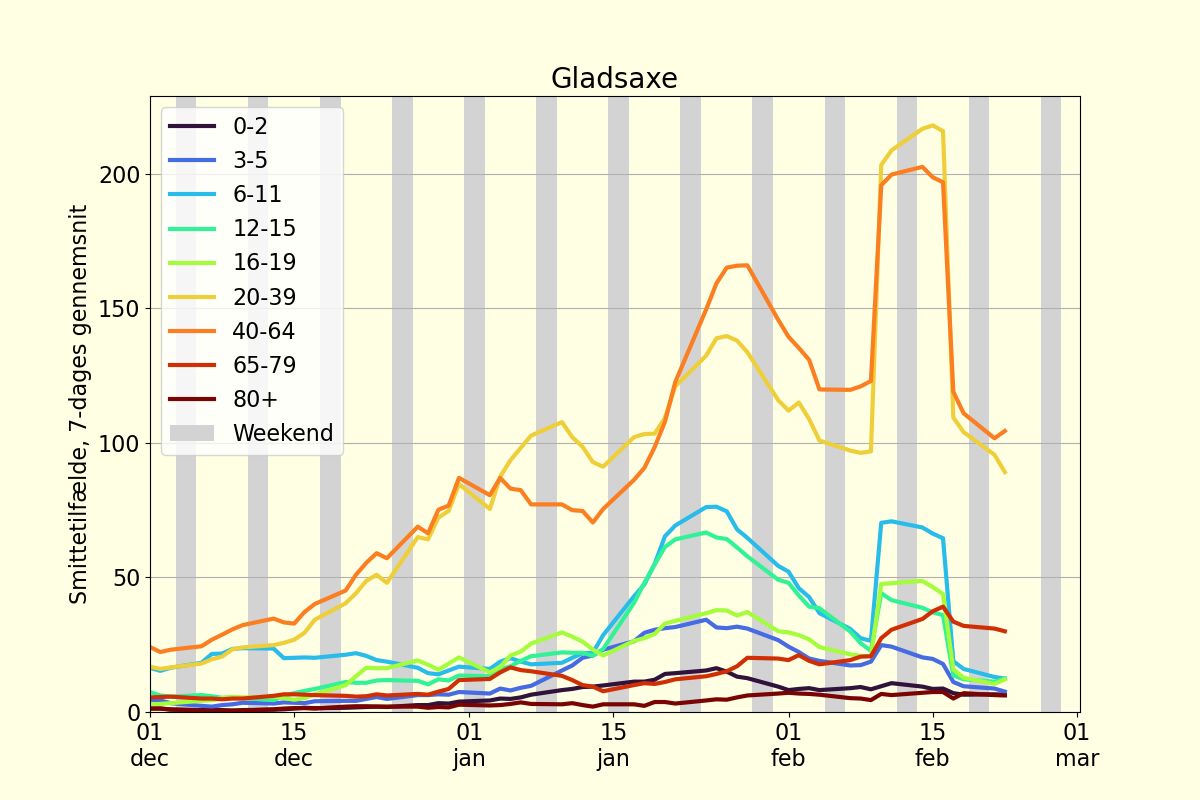 Gladsaxe
Smittetilfælde, 7-dages gennemsnit
200
150
100
50
0
0-2
3-5
6-11
12-15
16-19
20-39
40-64
65-79
80+
Weekend
01 15 01 15 01 15 01
dec dec jan jan feb feb mar